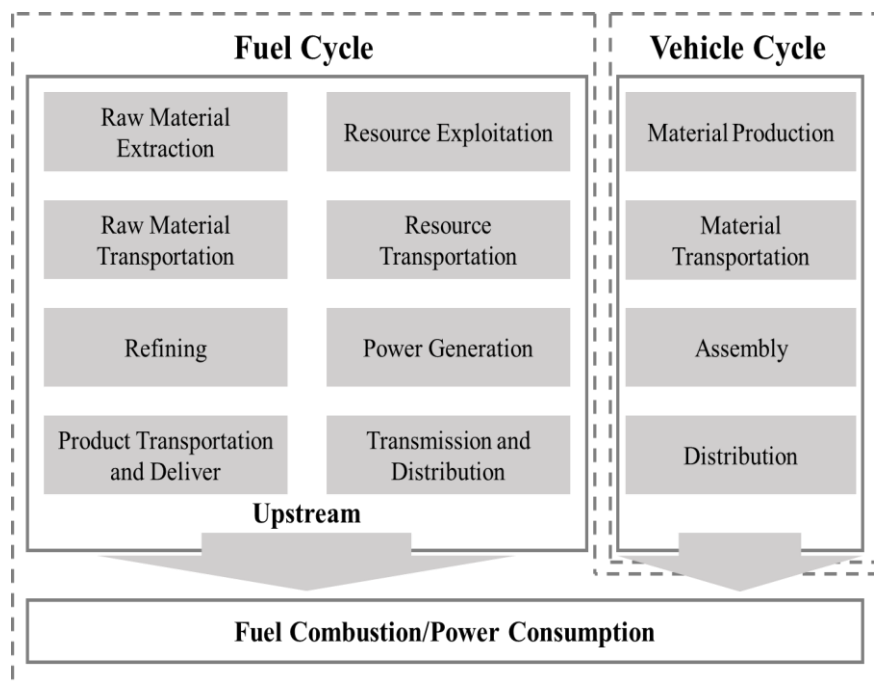 Fuel Cycle
Vehicle Cycle
Raw Material
Extraction
Resource Exploitation
Material Production
Raw Material
Transportation
Resource
Transportation
Material
Transportation
Refining
Power Generation
Assembly
Product Transportation
and Deliver
Transmission and
Distribution
Distribution
Upstream
Fuel Combustion/Power Consumption